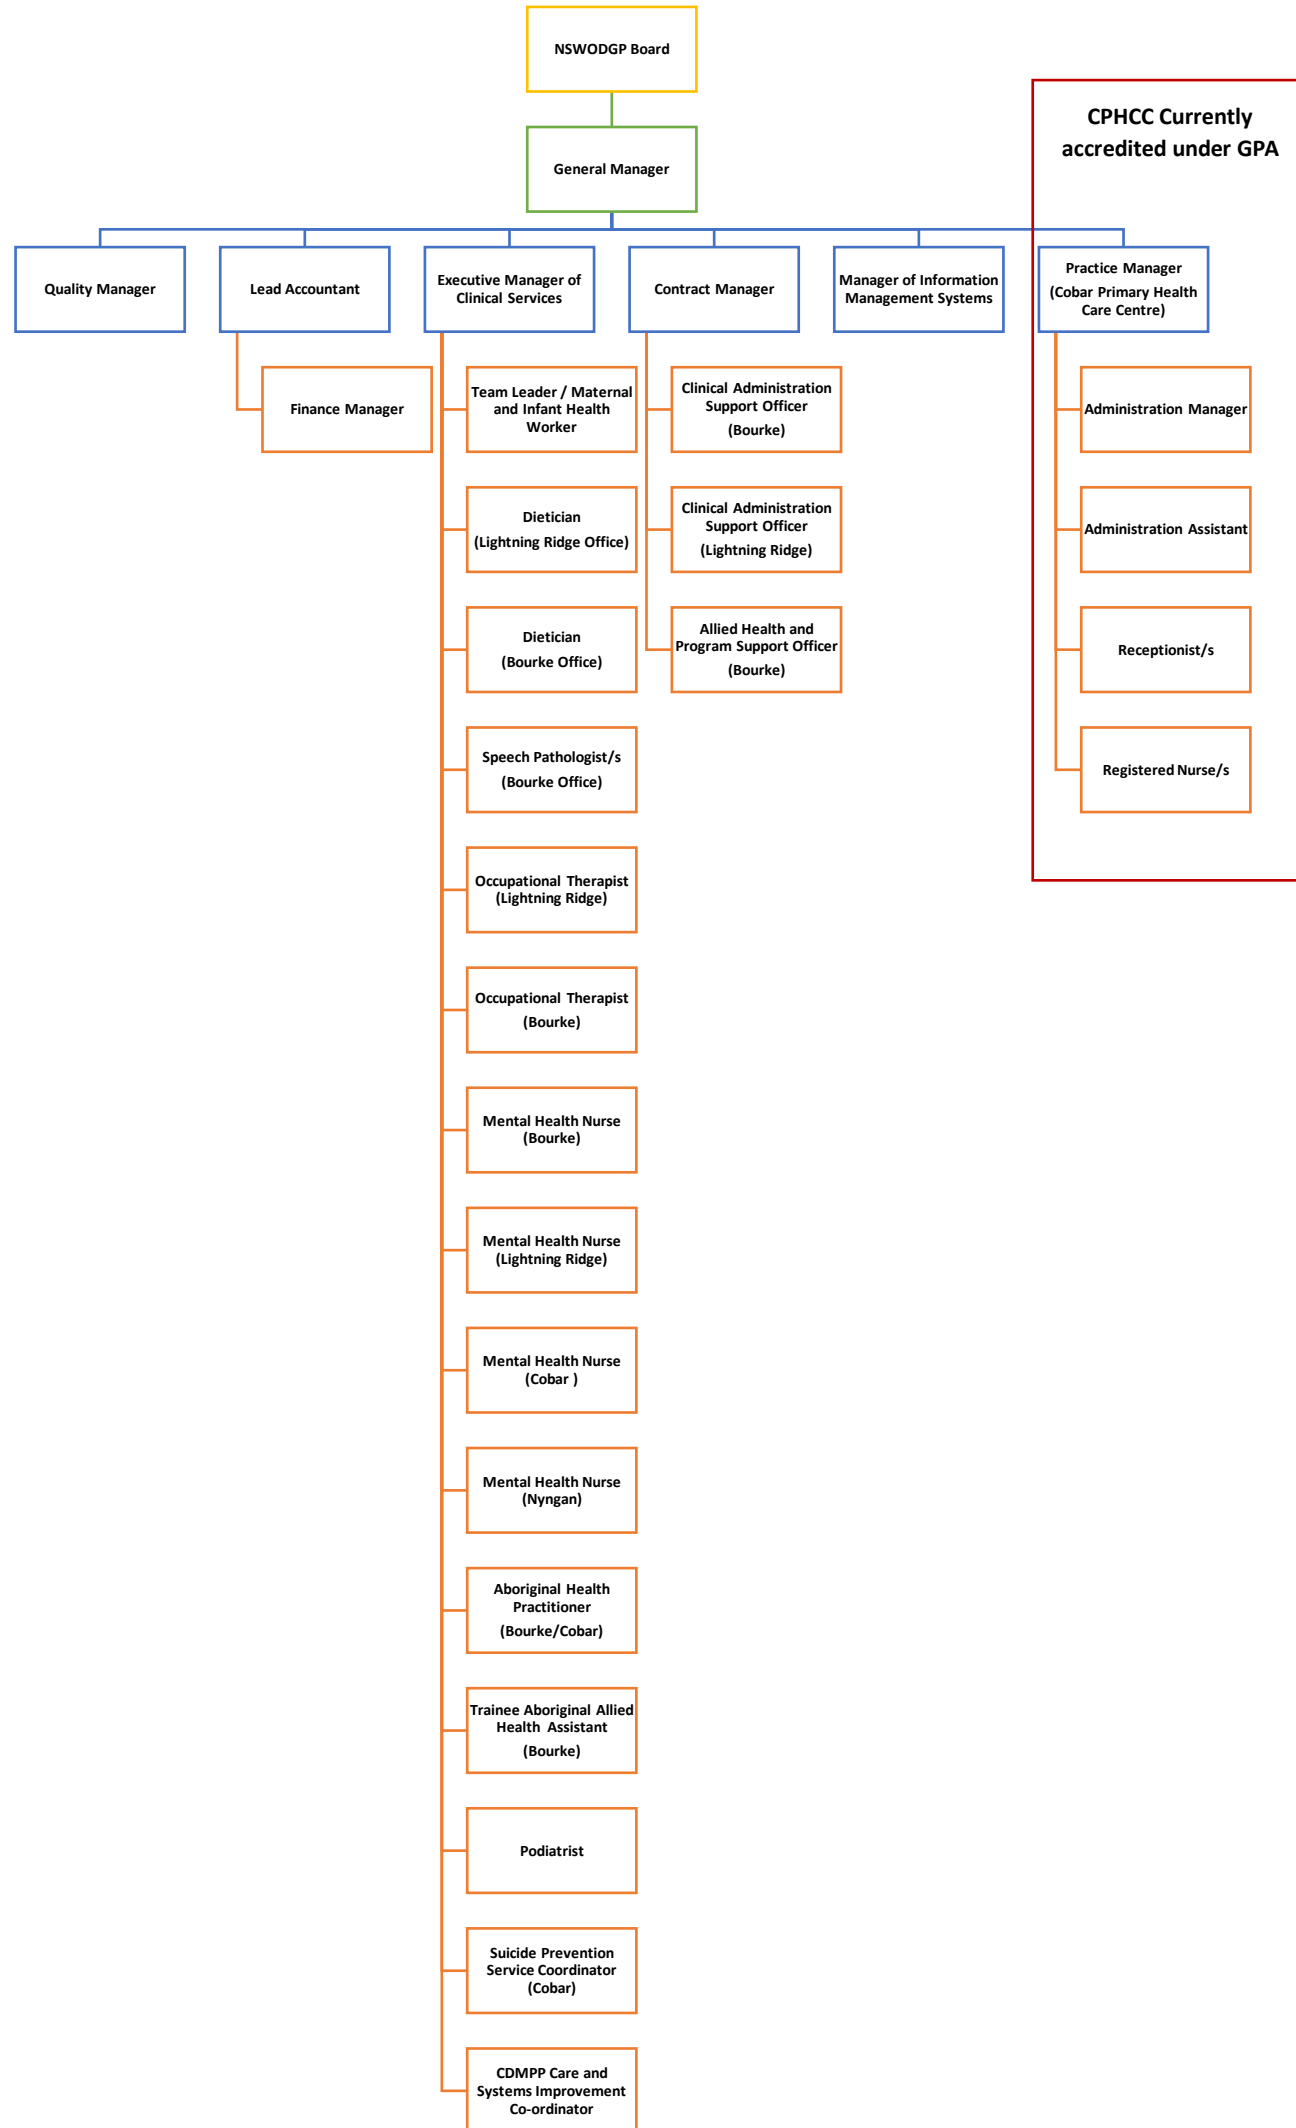 NSWODGP Board
CPHCC Currently
accredited under GPA
General Manager
Quality Manager
Lead Accountant
Executive Manager of
Clinical Services
Contract Manager
Manager of Information
Management Systems
Practice Manager
(Cobar Primary Health
Care Centre)
Finance Manager
Team Leader / Maternal
and Infant Health
Worker
Clinical Administration
Support Officer
(Bourke)
Administration Manager
Dietician
(Lightning Ridge Office)
Clinical Administration
Support Officer
(Lightning Ridge)
Administration Assistant
Dietician
(Bourke Office)
Allied Health and
Program Support Officer
(Bourke)
Receptionist/s
Speech Pathologist/s
(Bourke Office)
Registered Nurse/s
Occupational Therapist
(Lightning Ridge)
Occupational Therapist
(Bourke)
Mental Health Nurse
(Bourke)
Mental Health Nurse
(Lightning Ridge)
Mental Health Nurse
(Cobar )
Mental Health Nurse
(Nyngan)
Aboriginal Health
Practitioner
(Bourke/Cobar)
Trainee Aboriginal Allied
Health Assistant
(Bourke)
Podiatrist
Suicide Prevention
Service Coordinator
(Cobar)
CDMPP Care and
Systems Improvement
Co-ordinator